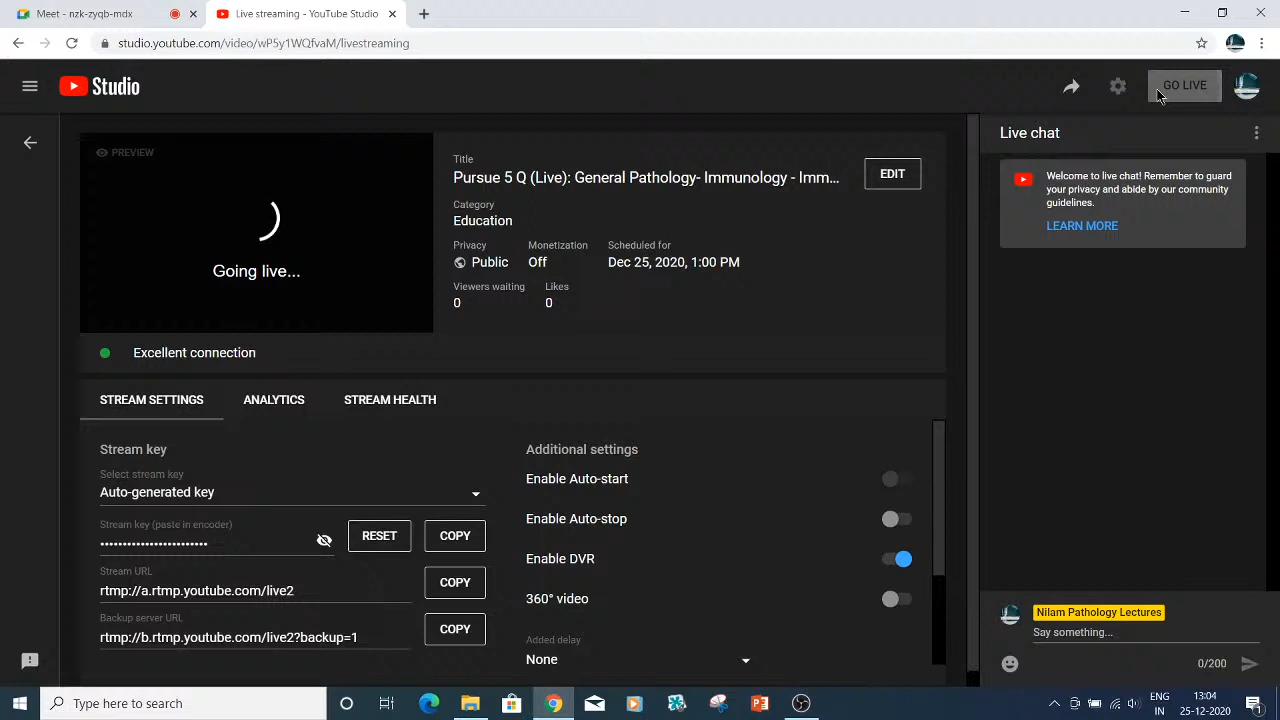 Meet - nzk-zyqb-mdx
Live streaming - YouTube Studio
studio.youtube.com/video/wP5y1WQfvaM/livestreaming
Studio
GO LIVE
PREVIEW
Going live...
Excellent connection
Title
Pursue 5 Q (Live): General Pathology- Immunology - Imm...
EDIT
Category
Education
Privacy Monetization Scheduled for
Public Off Dec 25, 2020, 1:00 PM
Viewers waiting Likes
0 0
Live chat
Welcome to live chat! Remember to guard
your privacy and abide by our community
guidelines.
LEARN MORE
STREAM SETTINGS ANALYTICS STREAM HEALTH
Stream key
Select stream key
Auto-generated key
Stream key (paste in encoder)
RESET COPY
Stream URL
rtmp://a.rtmp.youtube.com/live2
COPY
Backup server URL
rtmp://b.rtmp.youtube.com/live2?backup=1
COPY
Additional settings
Enable Auto-start
Enable Auto-stop
Enable DVR
360° video
Added delay
None
Nilam Pathology Lectures
Say something...
0/200
Type here to search
ENG
IN
13:04
25-12-2020
1